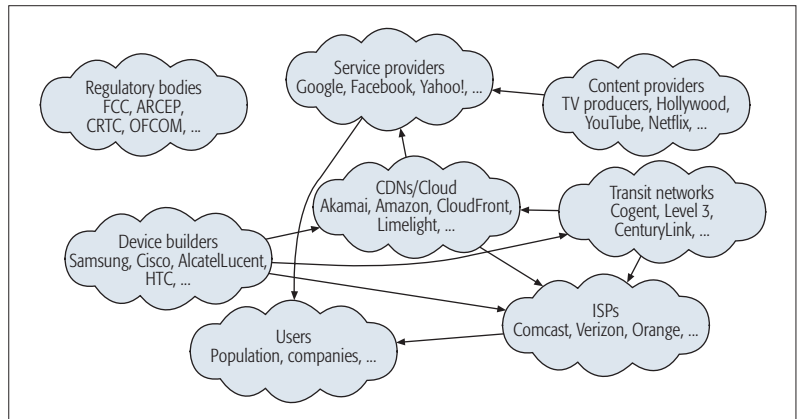 Regulatory bodies
FCC, ARCEP,
CRTC, OFCOM, ...
Service providers
Google, Facebook, Yahoo!, ...
Content providers
TV producers, Hollywood,
YouTube, Netflix, ...
CDNs/Cloud
Akamai, Amazon, CloudFront,
Limelight, ...
Transit networks
Cogent, Level 3,
CenturyLink, ...
Device builders
Samsung, Cisco, AlcatelLucent,
HTC, ...
Users
Population, companies, ...
ISPs
Comcast, Verizon, Orange, ...